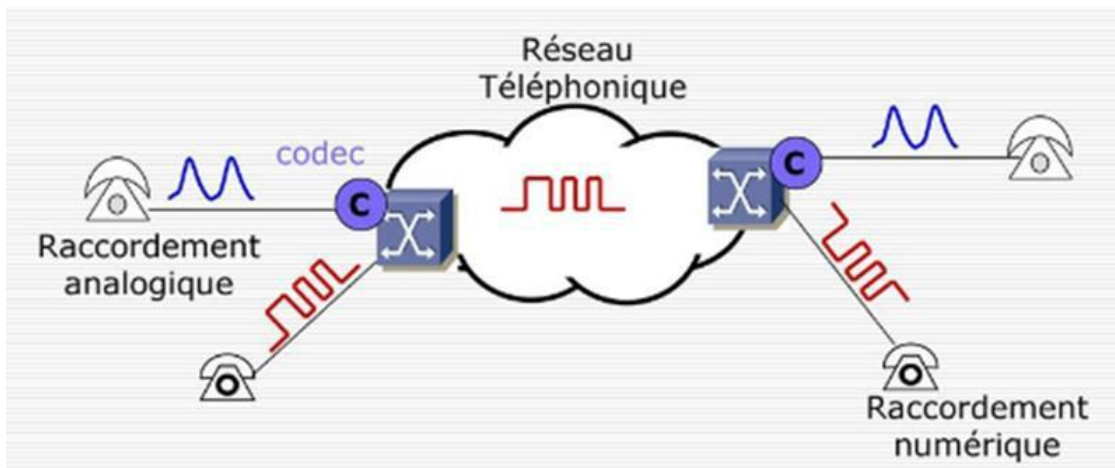 Réseau
Téléphonique
codec
C
C
Raccordement
analogique
Raccordement
numérique